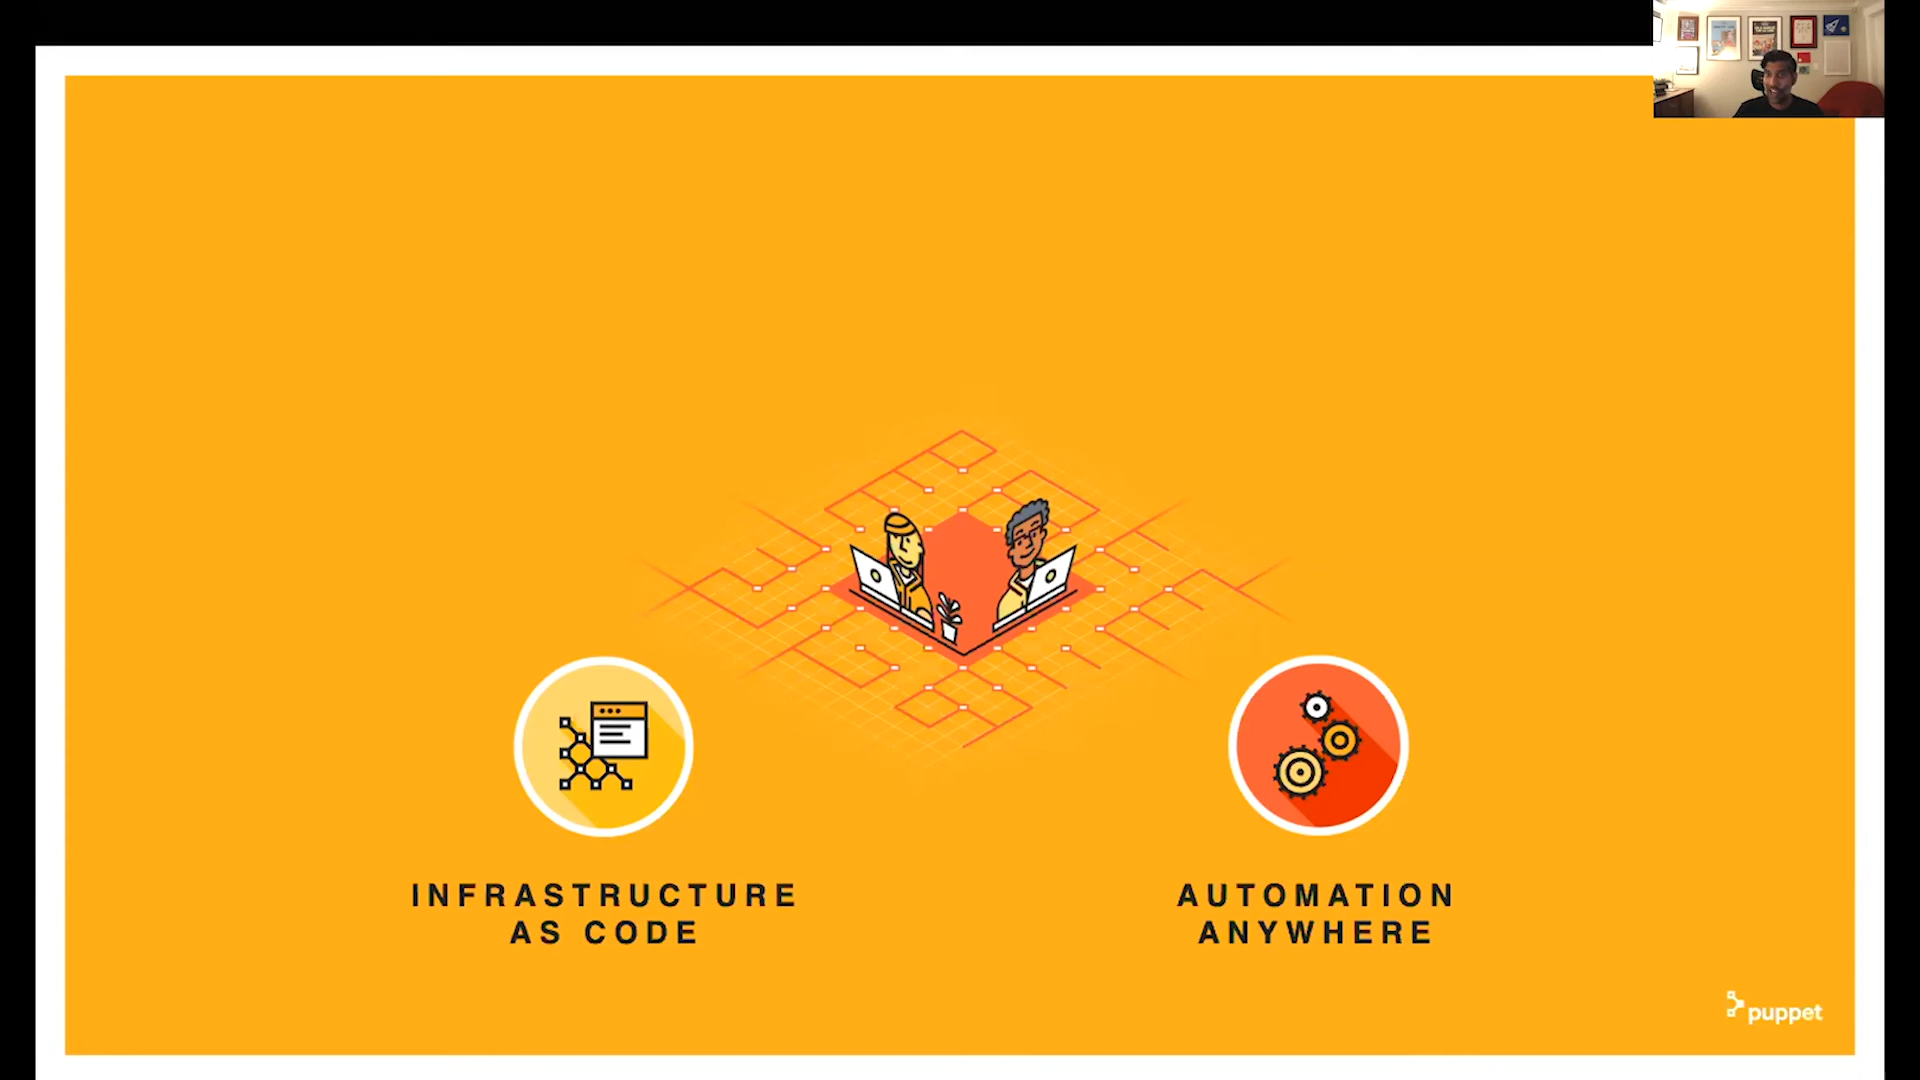 INFRASTRUCTURE
AS CODE
AUTOMATION
ANYWHERE
puppet